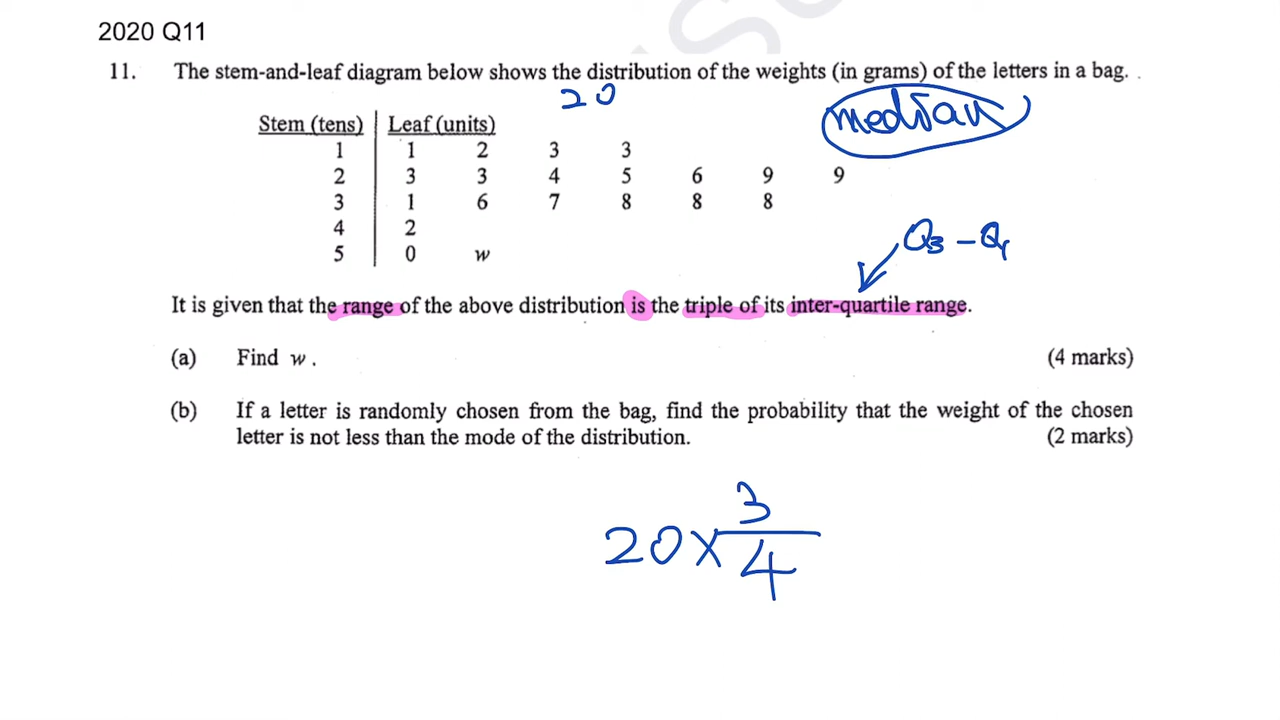 2020 Q11
11. The stem-and-leaf diagram below shows the distribution of the weights (in grams) of the letters in a bag. .
20
median
Stem (tens) Leaf (units)
1 1 2 3 3
2 3 3 4 5 6 9 9
3 1 6 7 8 8 8
4 2
5 0 w
Q3 - Q1
It is given that the range of the above distribution is the triple of its inter-quartile range.
(a) Find w . (4 marks)
(b) If a letter is randomly chosen from the bag, find the probability that the weight of the chosen
letter is not less than the mode of the distribution. (2 marks)
20 × 3/4